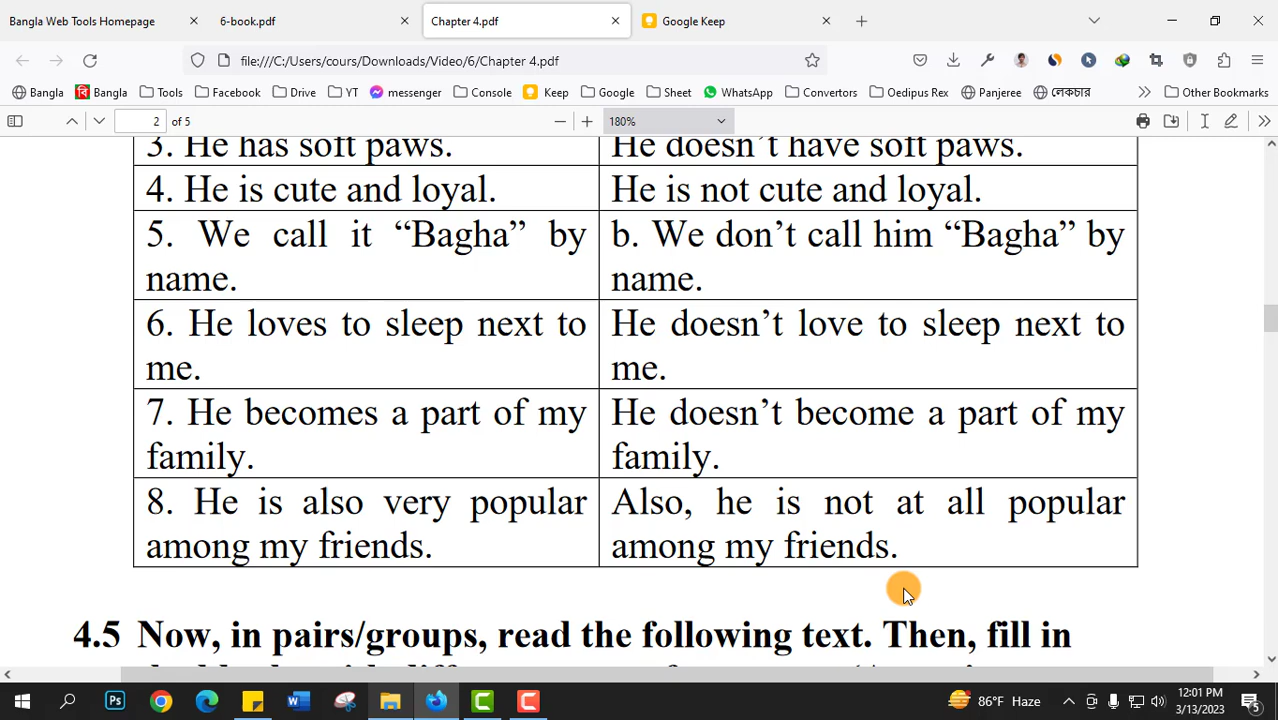 Bangla Web Tools Homepage
6-book.pdf
Chapter 4.pdf
Google Keep
file:///C:/Users/cours/Downloads/Video/6/Chapter 4.pdf
Bangla
Bangla
Tools
Facebook
Drive
YT
messenger
Console
Keep
Google
Sheet
WhatsApp
Convertors
Oedipus Rex
Panjeree
লেকচার
Other Bookmarks
2 of 5
180%
3. He has soft paws.
He doesn't have soft paws.
4. He is cute and loyal.
He is not cute and loyal.
5. We call it “Bagha” by
name.
b. We don't call him “Bagha” by
name.
6. He loves to sleep next to
me.
He doesn't love to sleep next to
me.
7. He becomes a part of my
family.
He doesn't become a part of my
family.
8. He is also very popular
among my friends.
Also, he is not at all popular
among my friends.
4.5 Now, in pairs/groups, read the following text. Then, fill in
86°F Haze
12:01 PM
3/13/2023
5